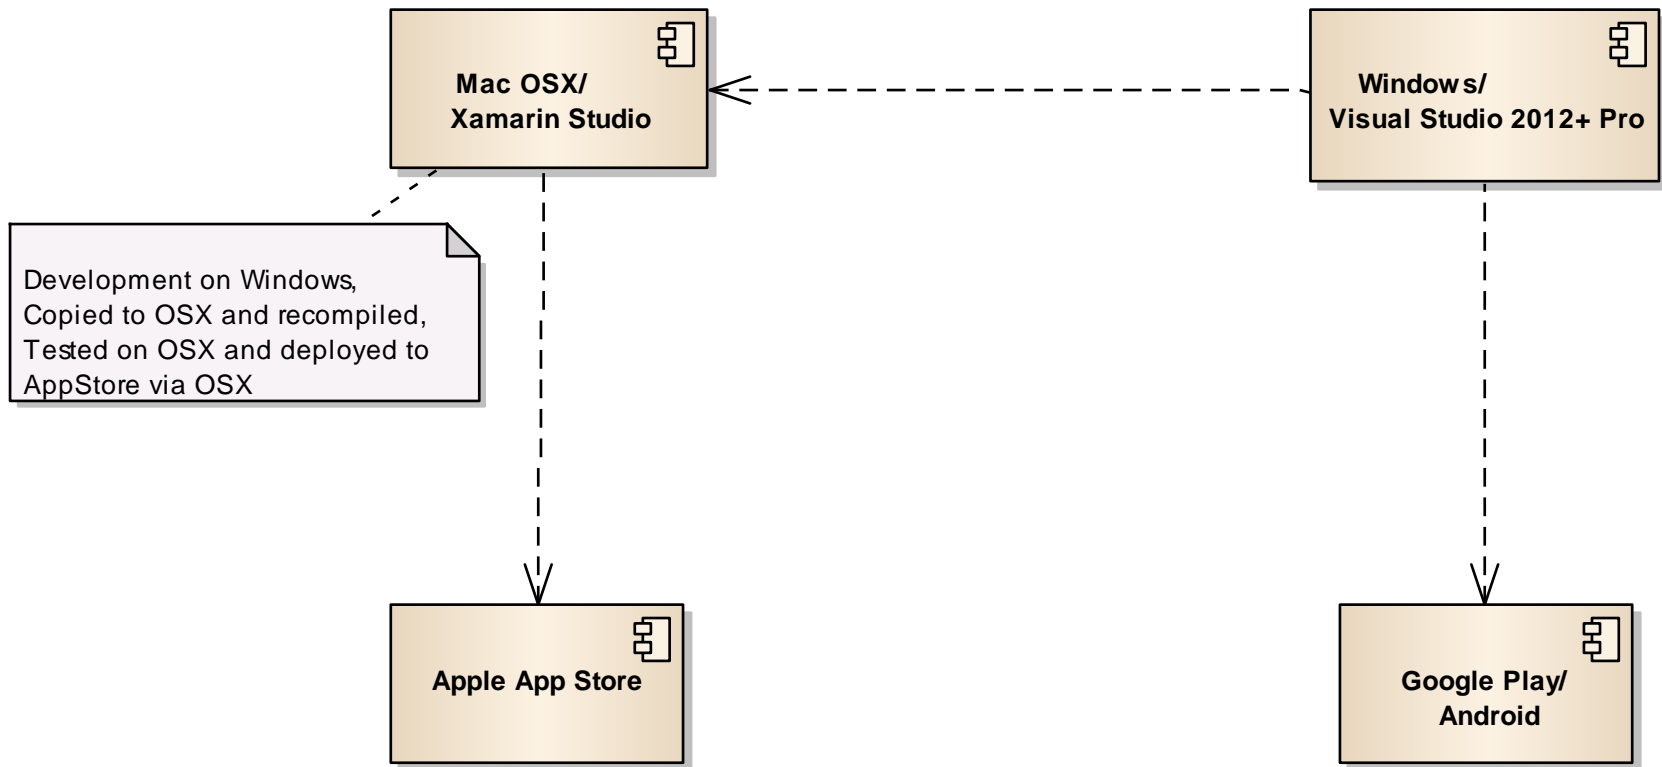 Mac OSX/
Xamarin Studio
Windows/
Visual Studio 2012+ Pro
Development on Windows,
Copied to OSX and recompiled,
Tested on OSX and deployed to
AppStore via OSX
Apple App Store
Google Play/
Android